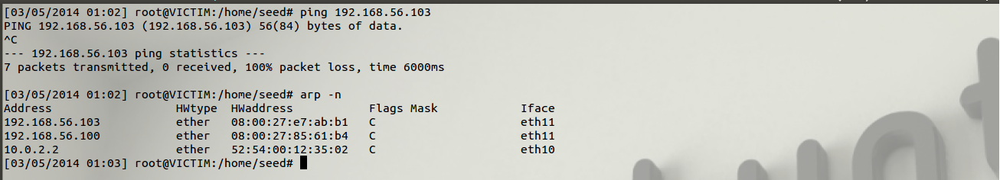 [03/05/2014 01:02] root@VICTIM:/home/seed# ping 192.168.56.103
PING 192.168.56.103 (192.168.56.103) 56(84) bytes of data.
^C
--- 192.168.56.103 ping statistics ---
7 packets transmitted, 0 received, 100% packet loss, time 6000ms

[03/05/2014 01:02] root@VICTIM:/home/seed# arp -n
Address                  HWtype  HWaddress           Flags Mask            Iface
192.168.56.103           ether   08:00:27:e7:ab:b1   C                     eth11
192.168.56.100           ether   08:00:27:85:61:b4   C                     eth11
10.0.2.2                 ether   52:54:00:12:35:02   C                     eth10
[03/05/2014 01:03] root@VICTIM:/home/seed#